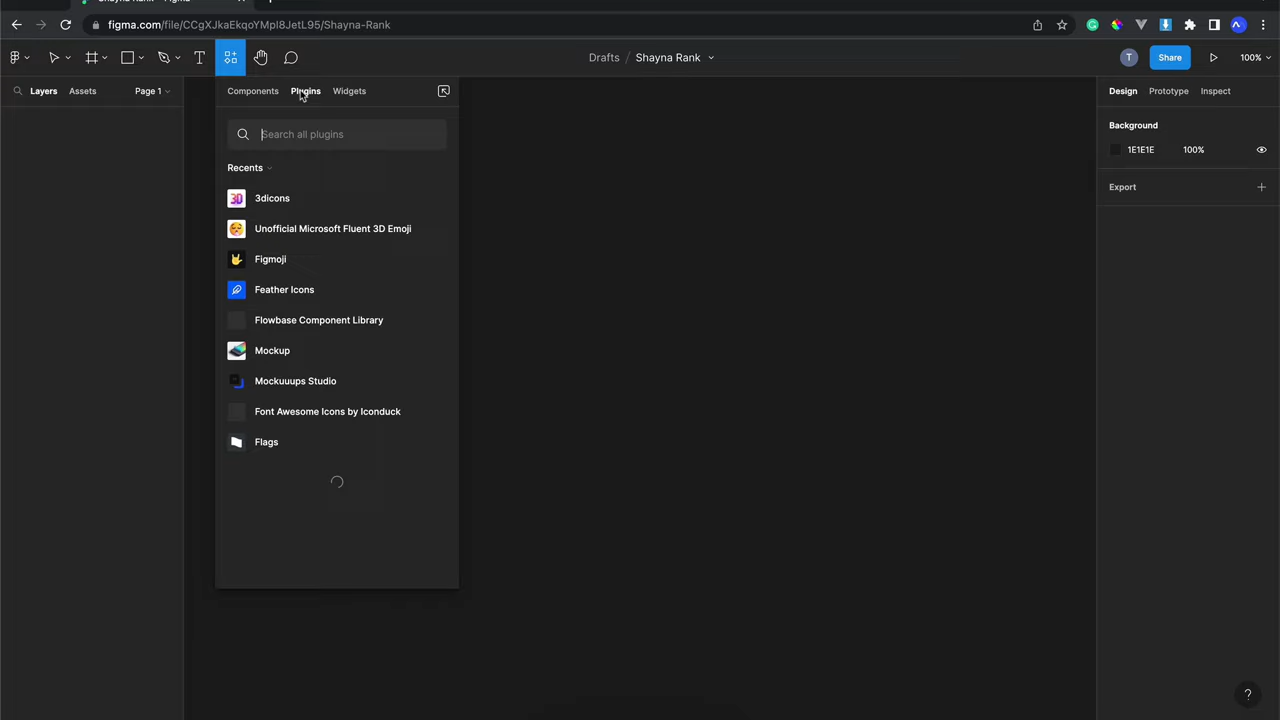 figma.com/file/CCgXJkaEkqoYMpI8JetL95/Shayna-Rank
Drafts / Shayna Rank
T
Share
100%
Layers
Assets
Page 1
Components
Plugins
Widgets
Design
Prototype
Inspect
Search all plugins
Background
1E1E1E
100%
Recents
Export
3dicons
Unofficial Microsoft Fluent 3D Emoji
Figmoji
Feather Icons
Flowbase Component Library
Mockup
Mockuuups Studio
Font Awesome Icons by Iconduck
Flags
?